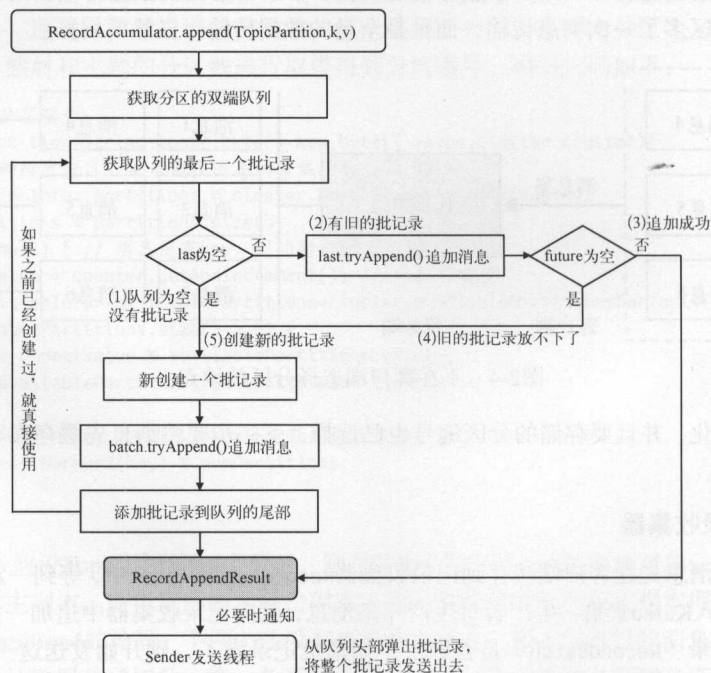 RecordAccumulator.append(TopicPartition,k,v)
获取分区的双端队列
获取队列的最后一个批记录
last为空
否
(2)有旧的批记录
last.tryAppend()追加消息
future为空
(3)追加成功
否
(1)队列为空
没有批记录
是
是
(4)旧的批记录放不下了
(5)创建新的批记录
新创建一个批记录
如果之前已经创建过，就直接使用
batch.tryAppend()追加消息
添加批记录到队列的尾部
RecordAppendResult
必要时通知
Sender发送线程
从队列头部弹出批记录，
将整个批记录发送出去